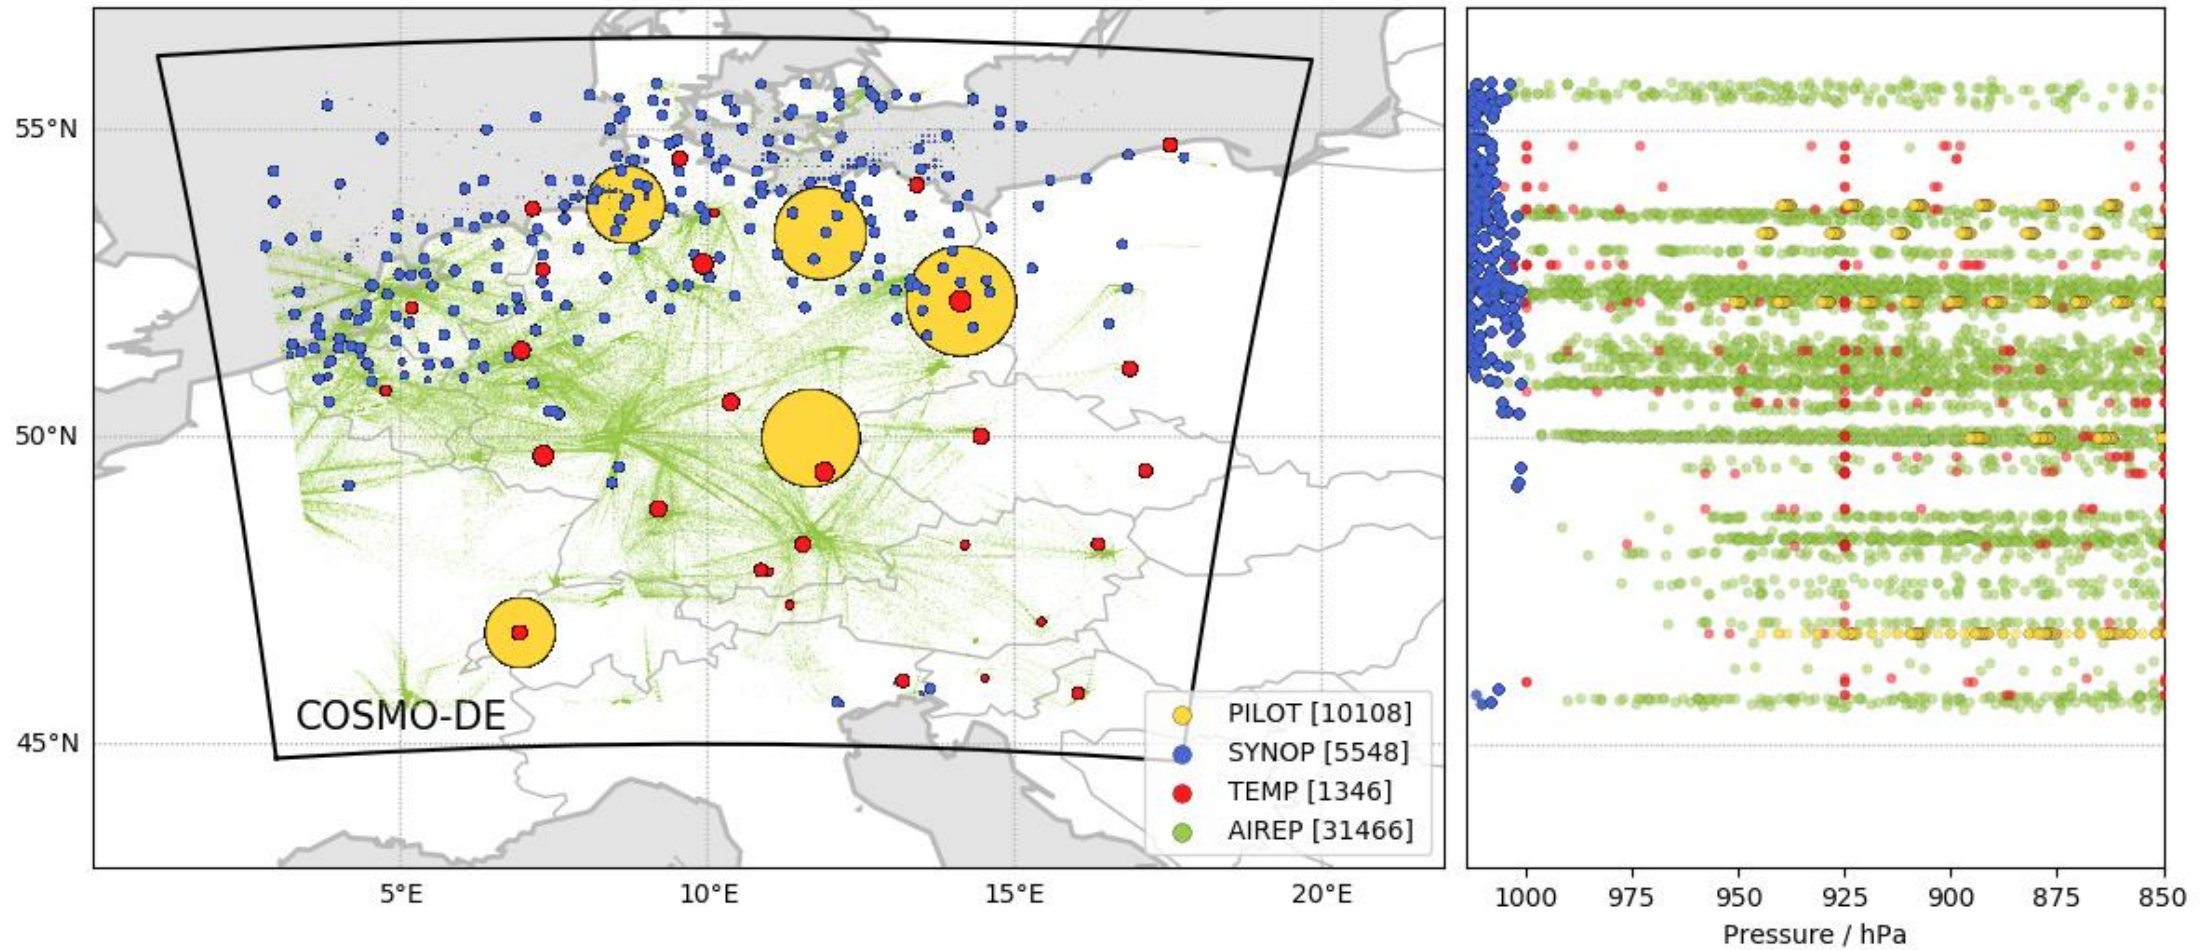 55°N
50°N
45°N
COSMO-DE
PILOT [10108]
SYNOP [5548]
TEMP [1346]
AIREP [31466]
5°E 10°E 15°E 20°E
1000 975 950 925 900 875 850
Pressure / hPa